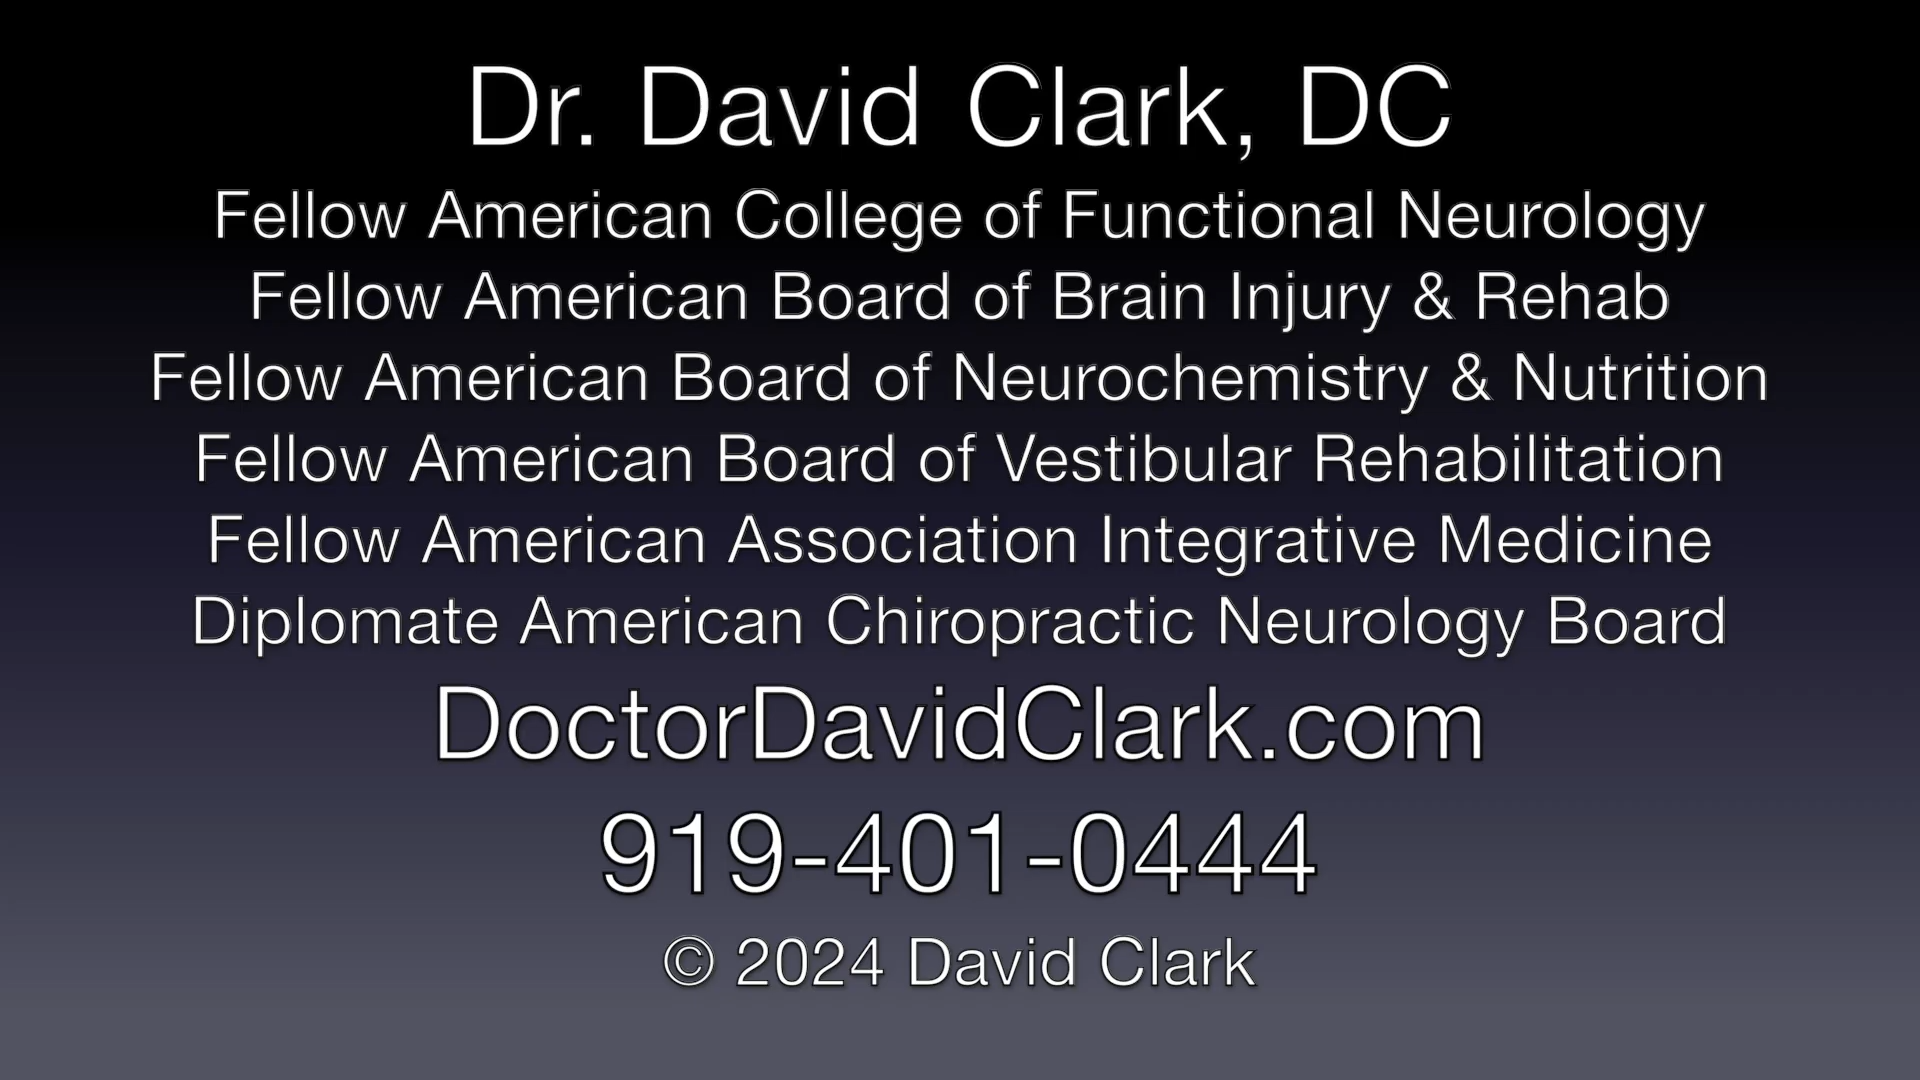 Dr. David Clark, DC
Fellow American College of Functional Neurology
Fellow American Board of Brain Injury & Rehab
Fellow American Board of Neurochemistry & Nutrition
Fellow American Board of Vestibular Rehabilitation
Fellow American Association Integrative Medicine
Diplomate American Chiropractic Neurology Board
DoctorDavidClark.com
919-401-0444
© 2024 David Clark